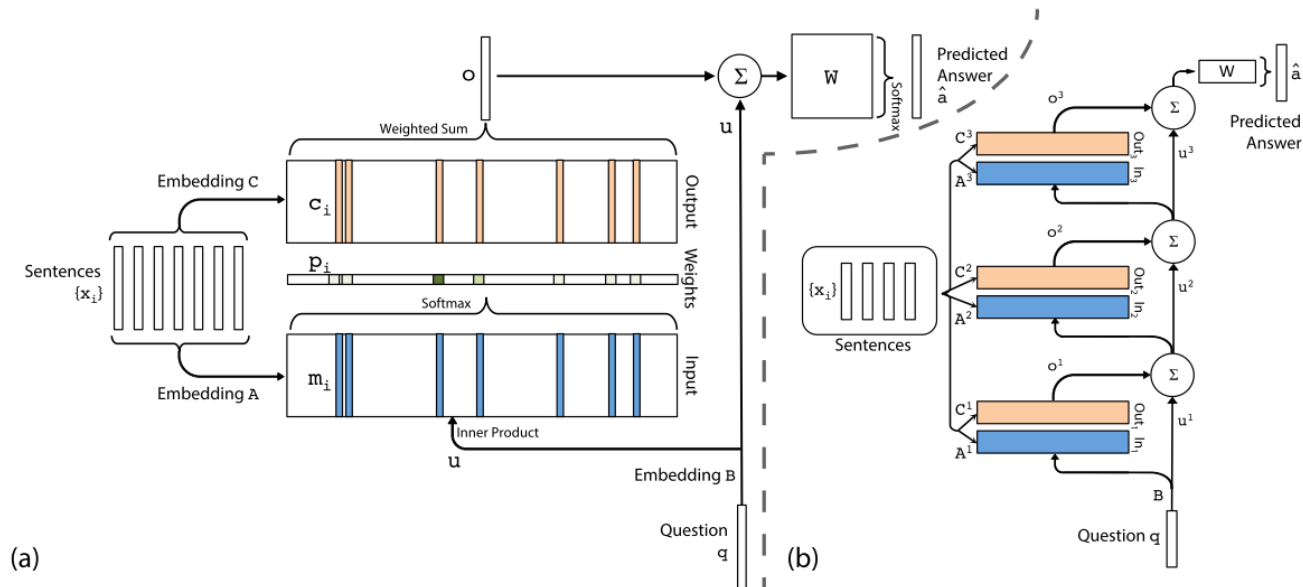 o
Σ
W
Softmax
Predicted
Answer
â
u
Weighted Sum
Embedding C
c_i
Output
Sentences
{x_i}
p_i
Weights
Softmax
Embedding A
m_i
Input
Inner Product
u
Embedding B
Question
q
(a)
W
â
Predicted
Answer
Σ
o³
C³
Out₃
A³
In₃
u³
Σ
o²
C²
Out₂
A²
In₂
u²
{x_i}
Sentences
Σ
o¹
C¹
Out₁
A¹
In₁
u¹
B
Question q
(b)